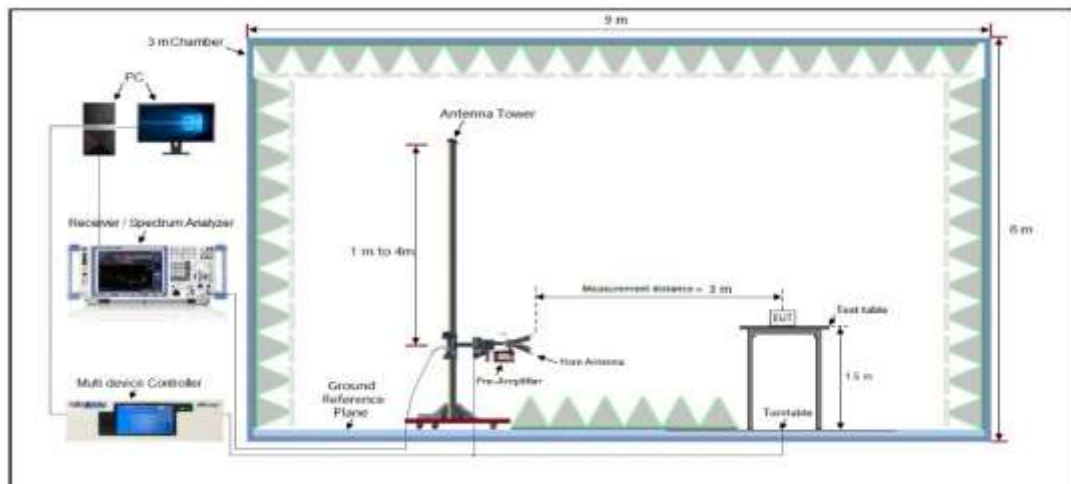 9 m
3 m Chamber
PC
Antenna Tower
Receiver / Spectrum Analyzer
1 m to 4m
6 m
Measurement distance = 3 m
EUT
Test table
Horn Antenna
Pre-Amplifier
1.5 m
Multi device Controller
Ground
Reference
Plane
Turntable